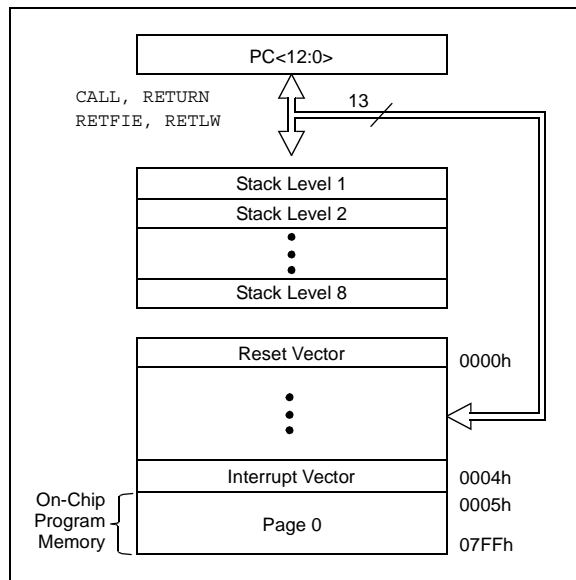 PC<12:0>
CALL, RETURN
RETFIE, RETLW
13
Stack Level 1
Stack Level 2
Stack Level 8
Reset Vector
0000h
Interrupt Vector
0004h
On-Chip
Program
Memory
Page 0
0005h
07FFh